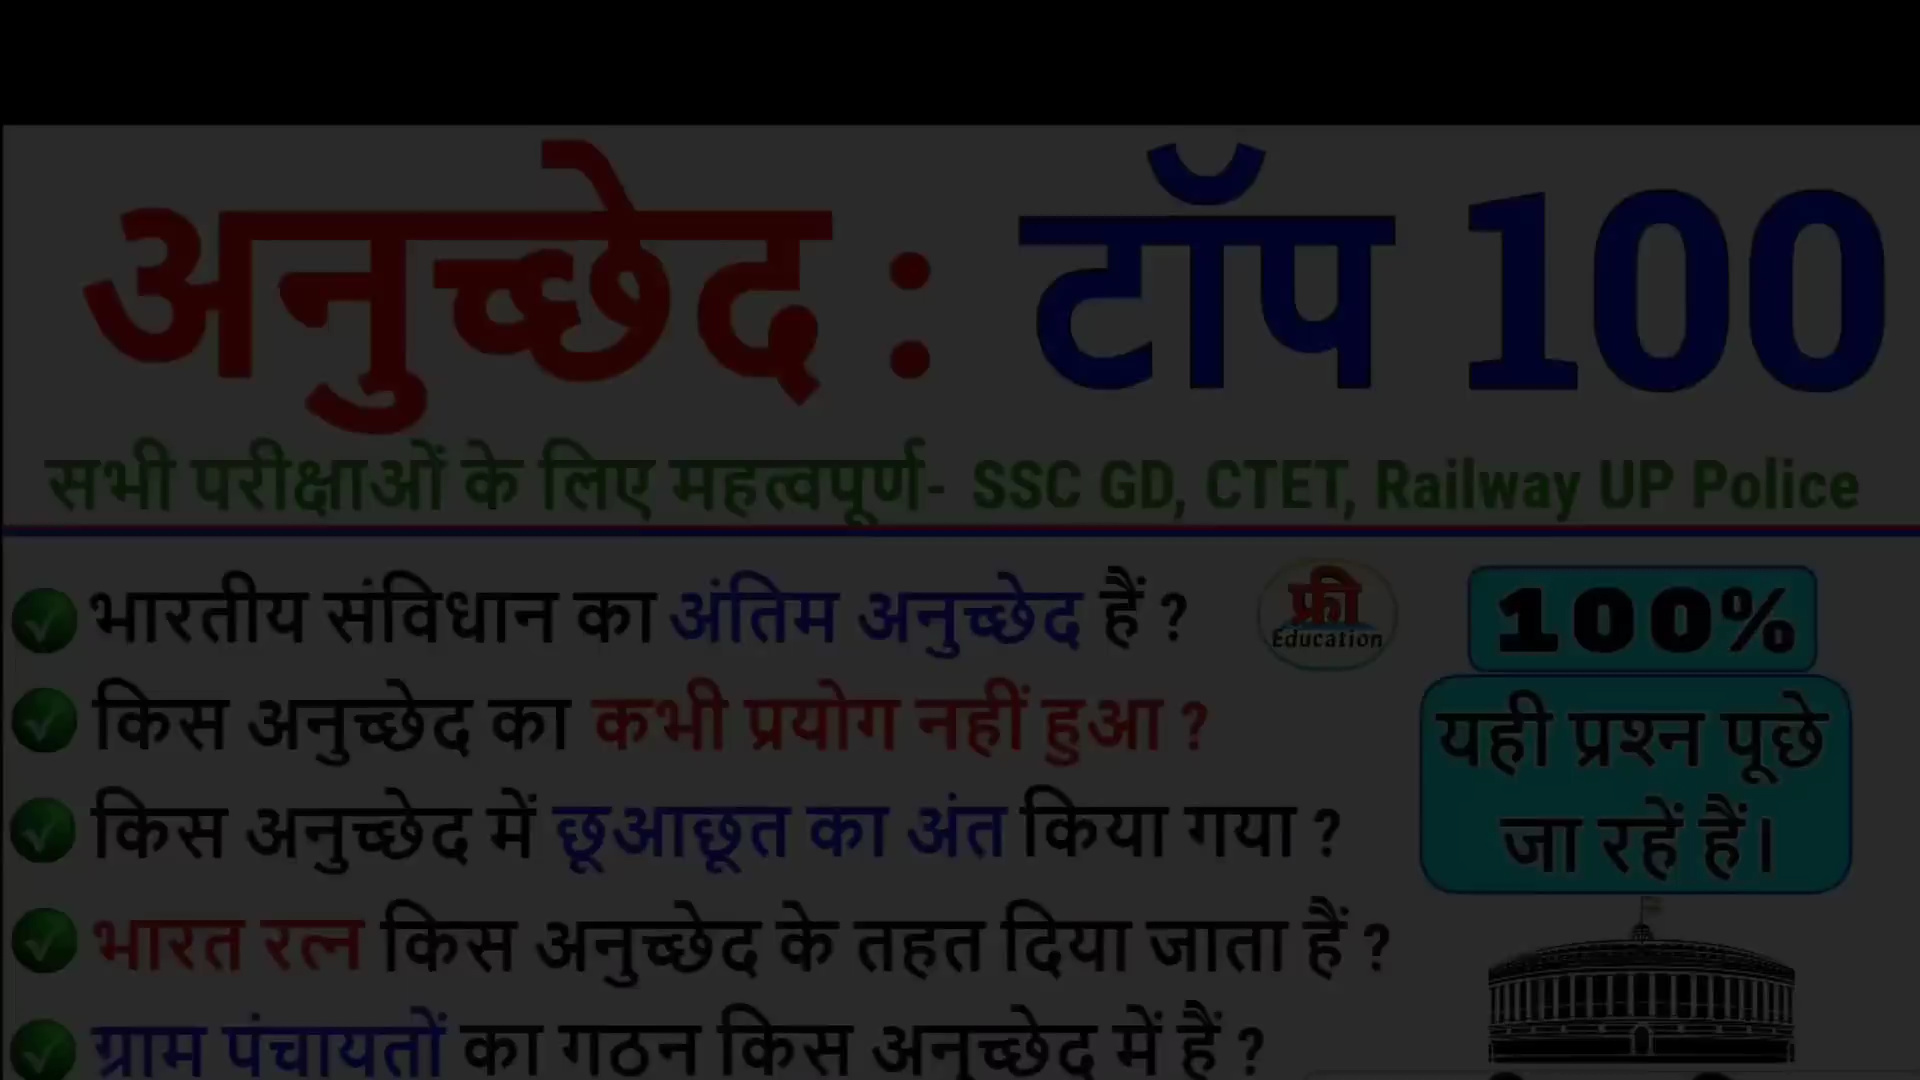 अनुच्छेद : टॉप 100
सभी परीक्षाओं के लिए महत्वपूर्ण- SSC GD, CTET, Railway UP Police
भारतीय संविधान का अंतिम अनुच्छेद हैं ?
फ्री
Education
100%
किस अनुच्छेद का कभी प्रयोग नहीं हुआ ?
यही प्रश्न पूछे
जा रहें हैं।
किस अनुच्छेद में छूआछूत का अंत किया गया ?
भारत रत्न किस अनुच्छेद के तहत दिया जाता हैं ?
ग्राम पंचायतों का गठन किस अनुच्छेद में हैं ?